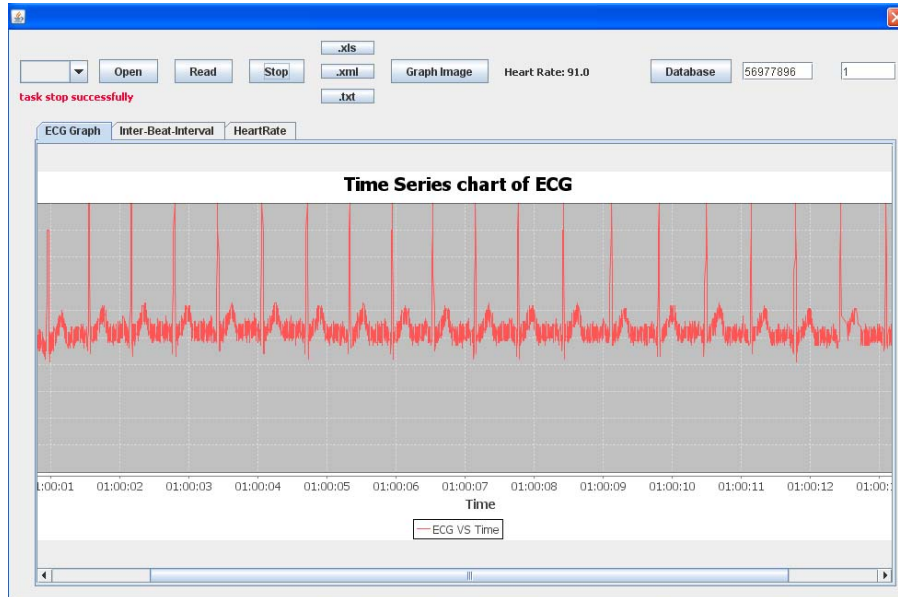 .xls
Open Read Stop .xml Graph Image Heart Rate: 91.0 Database 56977896 1
task stop successfully .txt
ECG Graph Inter-Beat-Interval HeartRate
Time Series chart of ECG
01:00:02 01:00:03 01:00:04 01:00:05 01:00:06 01:00:07 01:00:08 01:00:09 01:00:10 01:00:11 01:00:12
Time
ECG VS Time